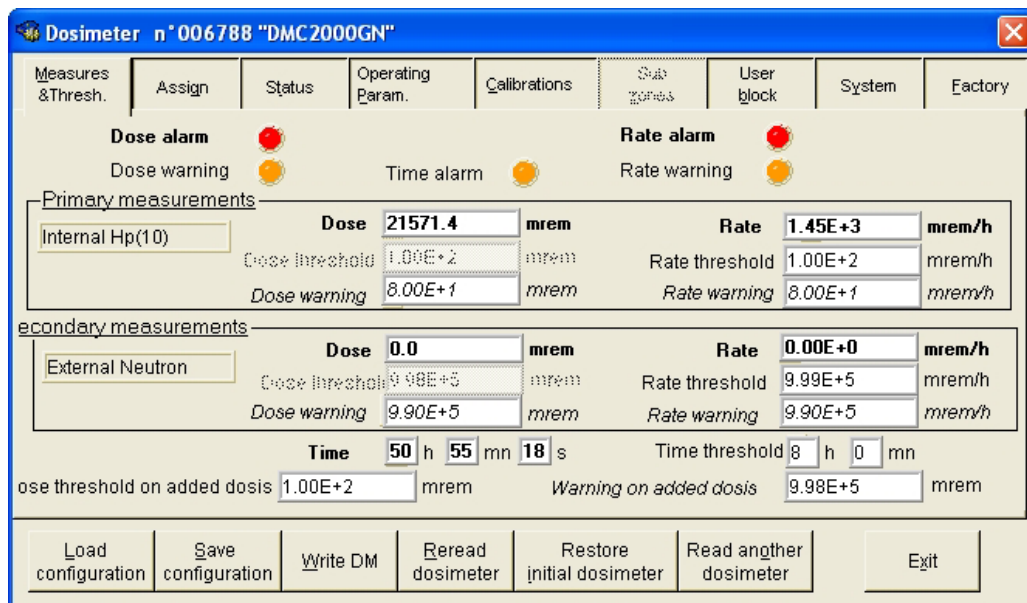 Dosimeter n°006788 "DMC2000GN"
Measures &Thresh. Assign Status Operating Param. Calibrations Sub zones User block System Factory
Dose alarm Rate alarm
Dose warning Time alarm Rate warning
Primary measurements
Internal Hp(10)
Dose 21571.4 mrem Rate 1.45E+3 mrem/h
Dose threshold 1.00E+2 mrem Rate threshold 1.00E+2 mrem/h
Dose warning 8.00E+1 mrem Rate warning 8.00E+1 mrem/h
econdary measurements
External Neutron
Dose 0.0 mrem Rate 0.00E+0 mrem/h
Dose threshol 9.98E+5 mrem Rate threshold 9.99E+5 mrem/h
Dose warning 9.90E+5 mrem Rate warning 9.90E+5 mrem/h
Time 50 h 55 mn 18 s Time threshold 8 h 0 mn
ose threshold on added dosis 1.00E+2 mrem Warning on added dosis 9.98E+5 mrem
Load configuration Save configuration Write DM Reread dosimeter Restore initial dosimeter Read another dosimeter Exit